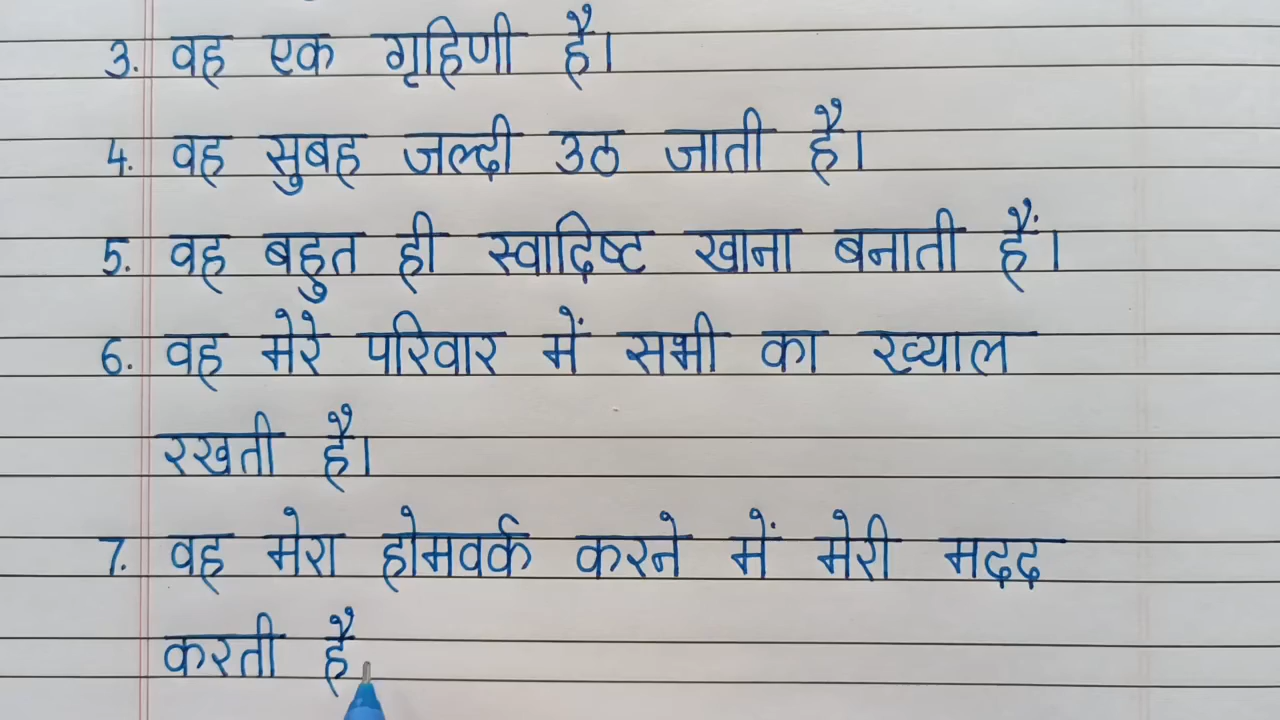 3. वह एक गृहिणी है।
4. वह सुबह जल्दी उठ जाती है।
5. वह बहुत ही स्वादिष्ट खाना बनाती हैं।
6. वह मेरे परिवार में सभी का ख्याल
रखती है।
7. वह मेरा होमवर्क करने में मेरी मदद
करती है